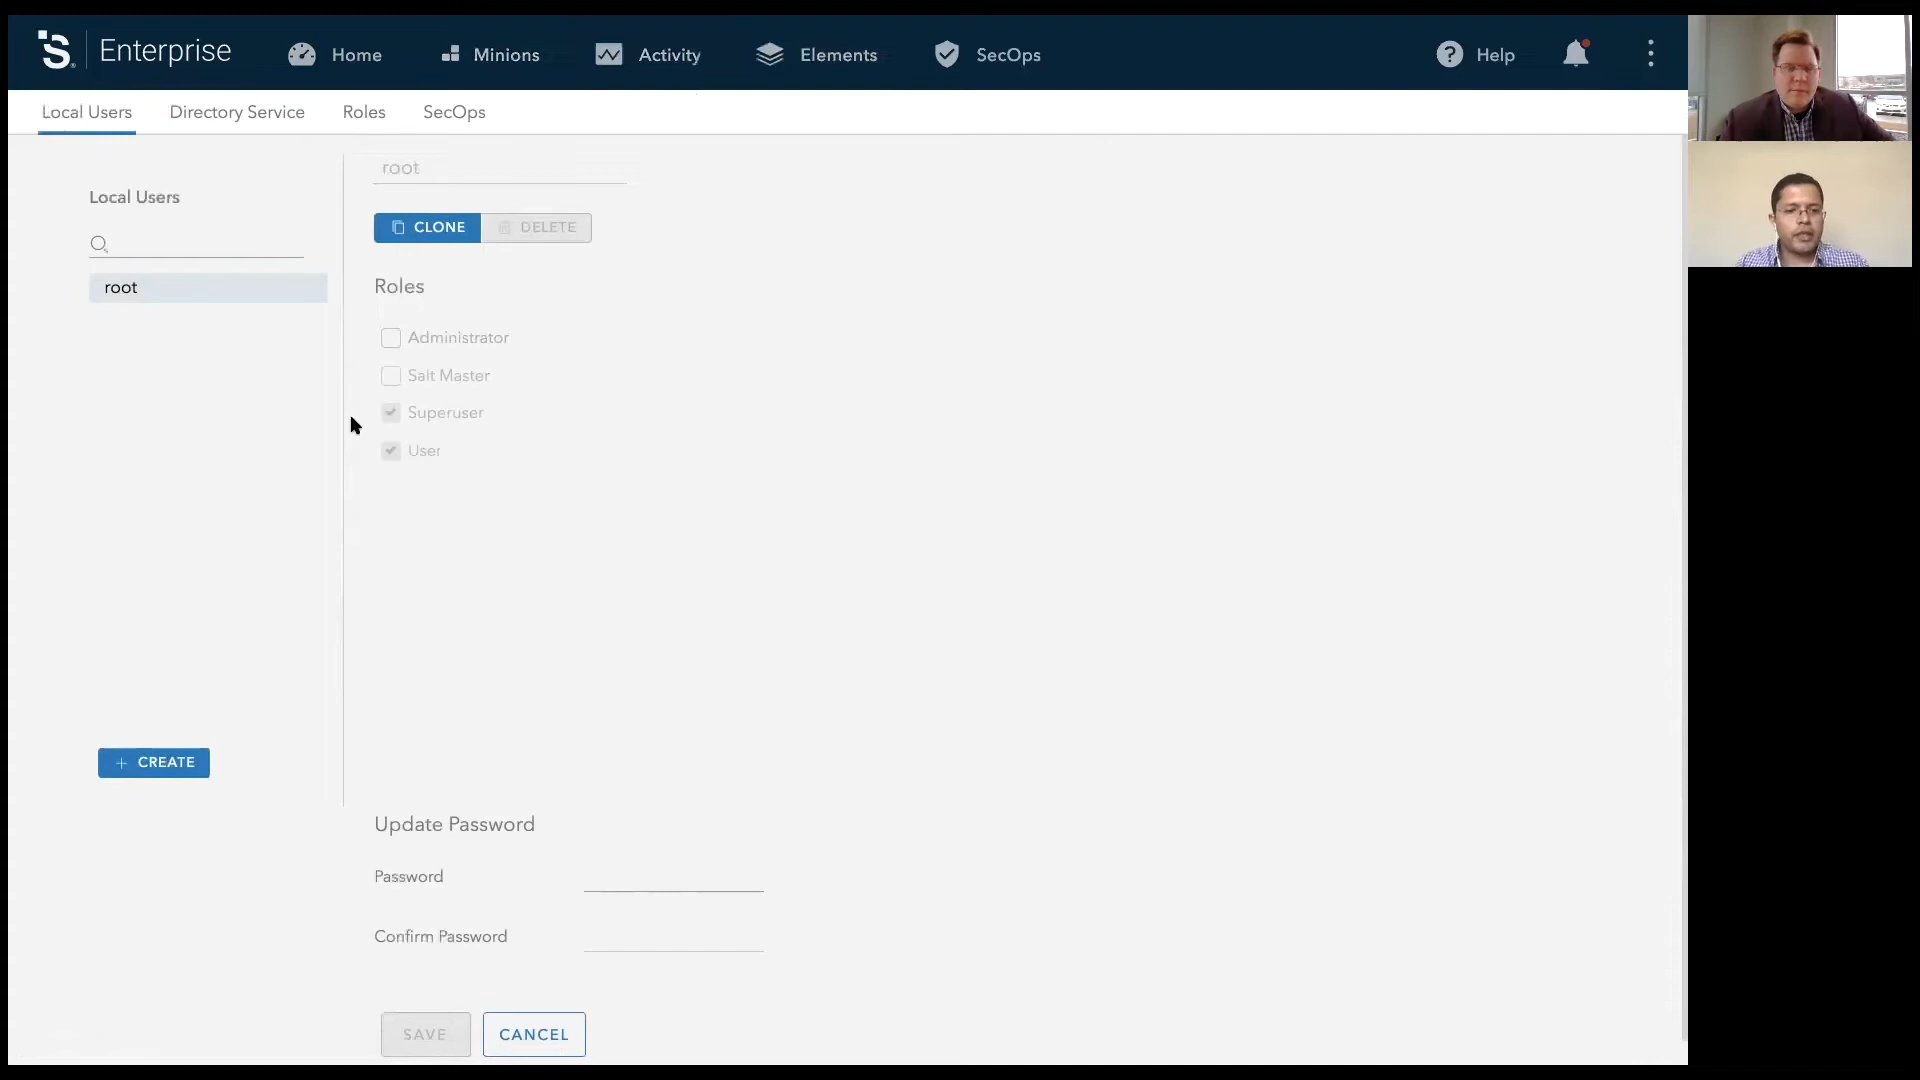 S. Enterprise Home Minions Activity Elements SecOps ? Help
Local Users Directory Service Roles SecOps
Local Users
root
+ CREATE
root
CLONE DELETE
Roles
Administrator
Salt Master
Superuser
User
Update Password
Password
Confirm Password
SAVE CANCEL